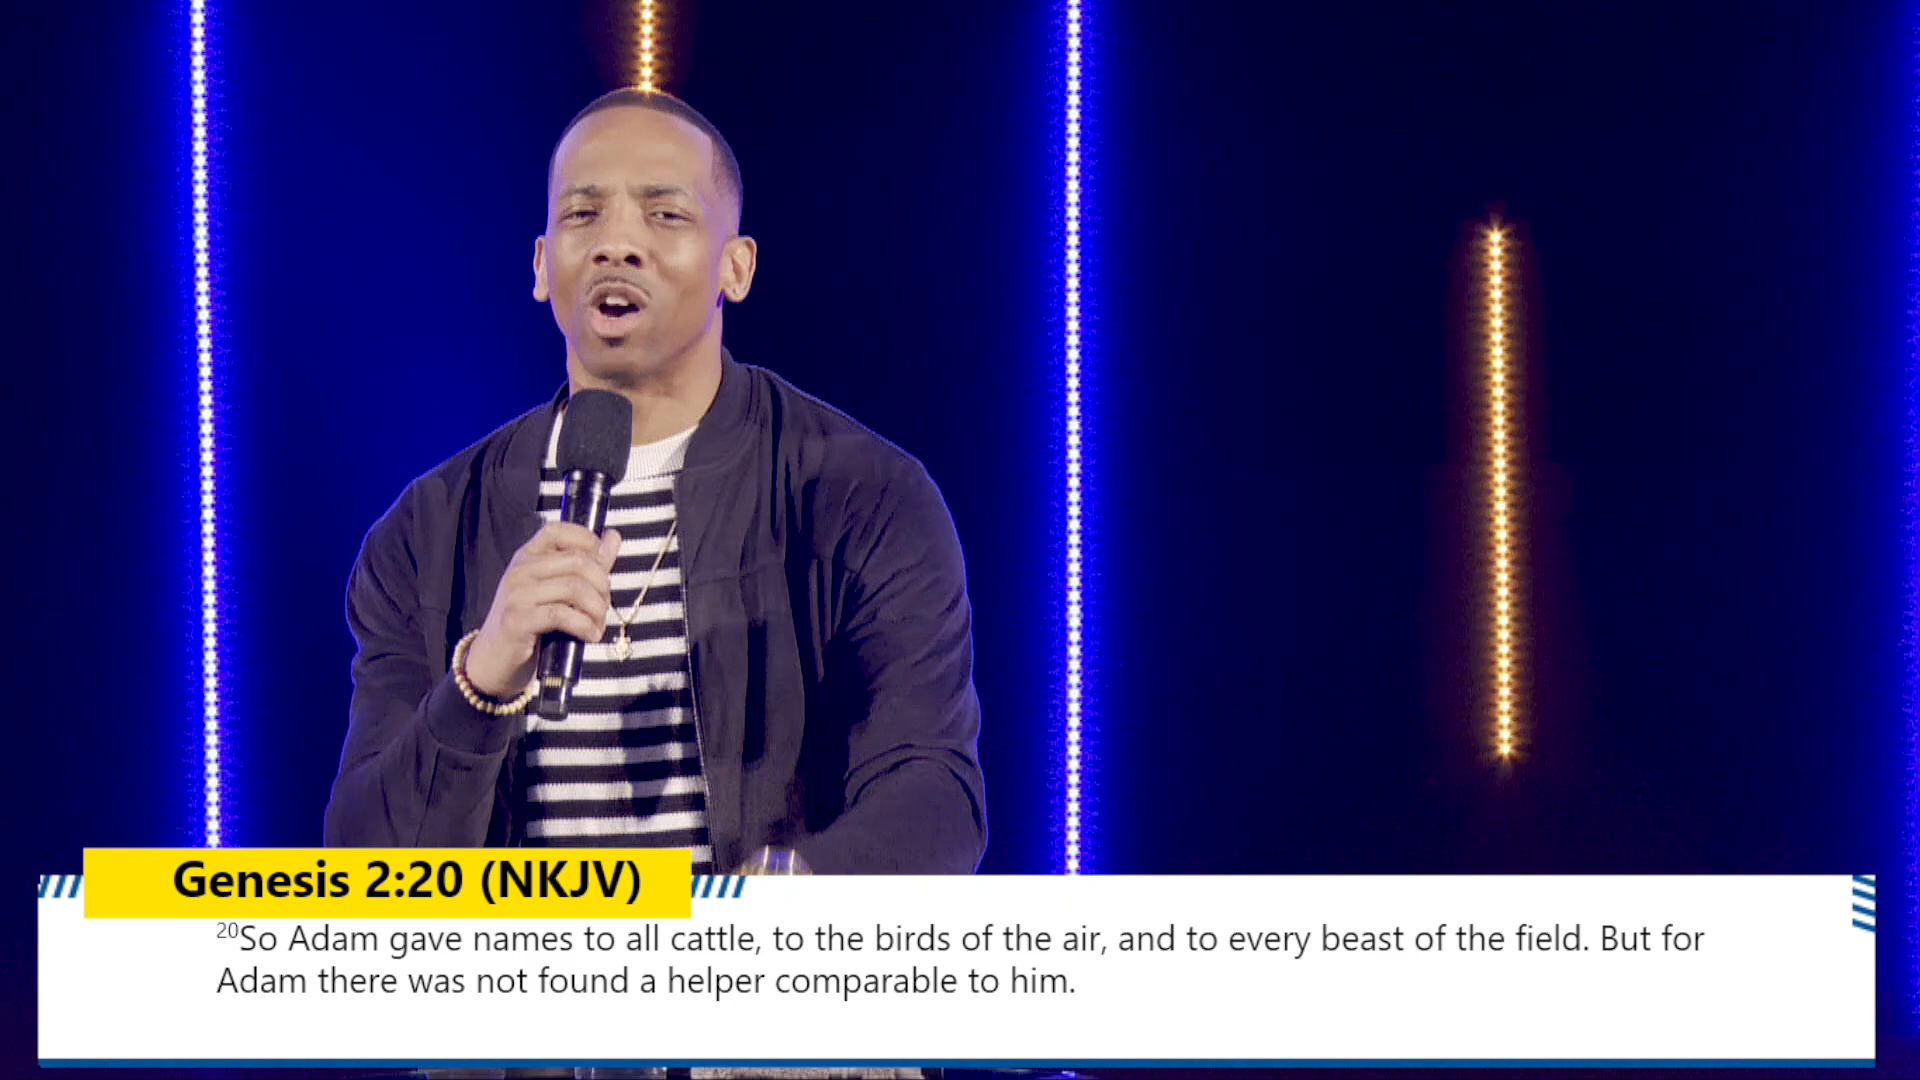 Genesis 2:20 (NKJV)
20So Adam gave names to all cattle, to the birds of the air, and to every beast of the field. But for
Adam there was not found a helper comparable to him.